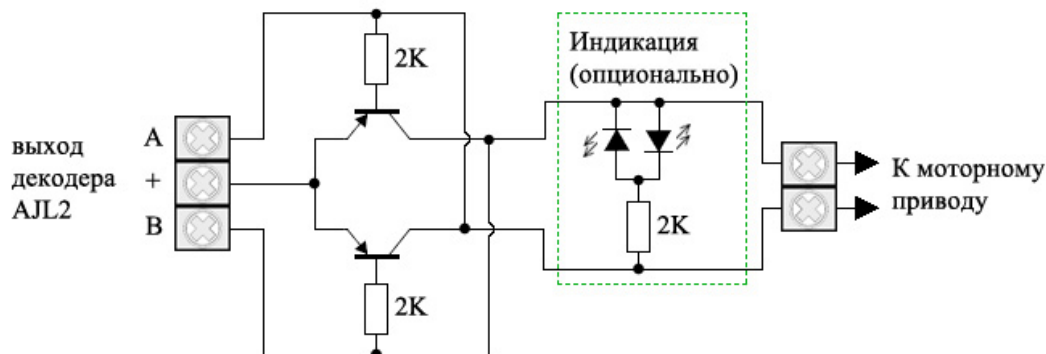 Индикация
(опционально)
2K
A
выход
декодера
AJL2
+
B
К моторному
приводу
2K
2K